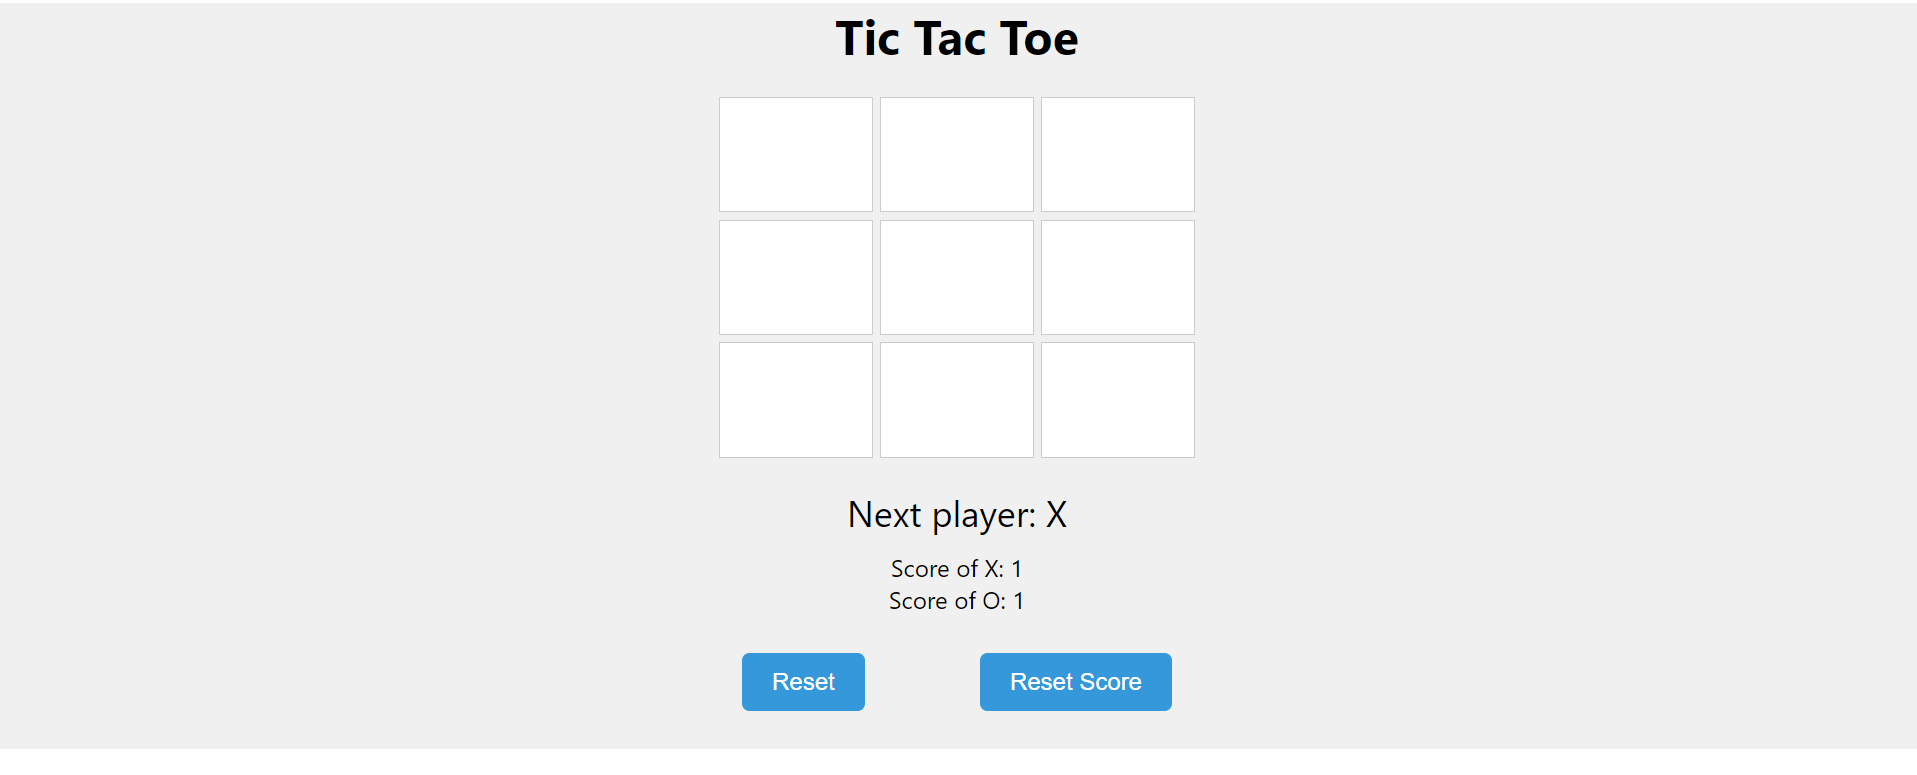 Tic Tac Toe
Next player: X
Score of X: 1
Score of O: 1
Reset
Reset Score